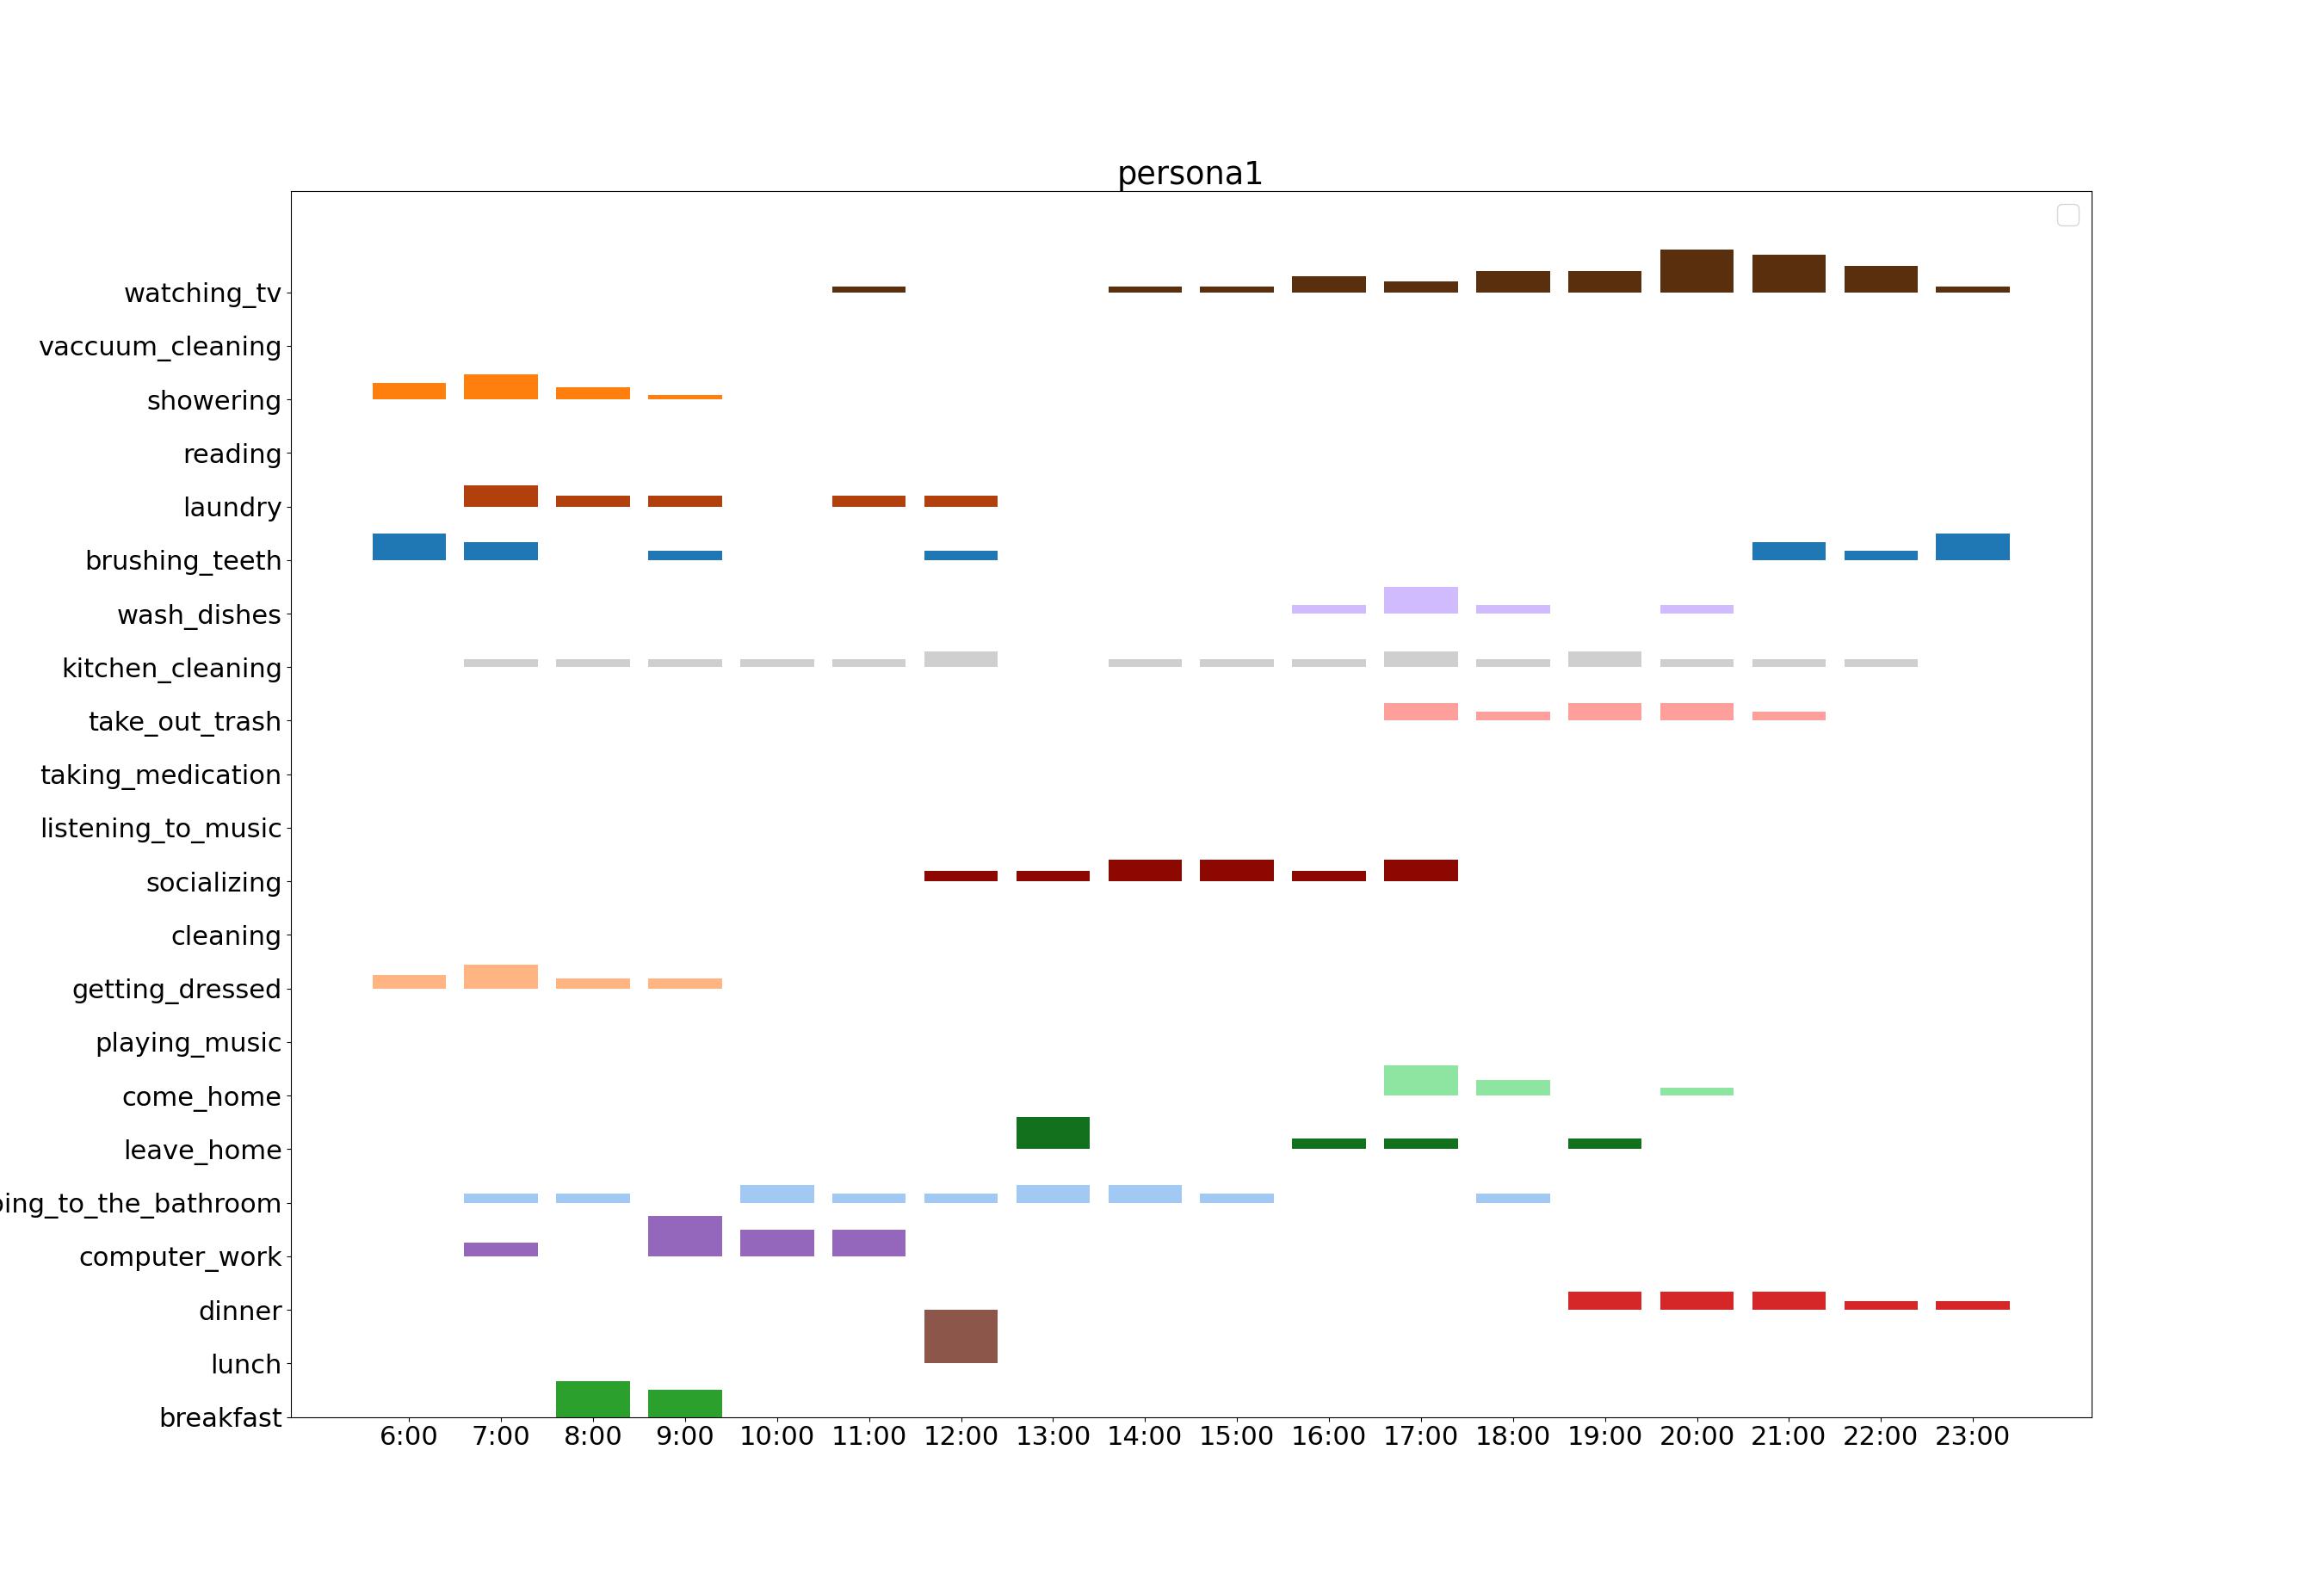 persona1
watching_tv
vaccuum_cleaning
showering
reading
laundry
brushing_teeth
wash_dishes
kitchen_cleaning
take_out_trash
taking_medication
listening_to_music
socializing
cleaning
getting_dressed
playing_music
come_home
leave_home
oing_to_the_bathroom
computer_work
dinner
lunch
breakfast
6:00 7:00 8:00 9:00 10:00 11:00 12:00 13:00 14:00 15:00 16:00 17:00 18:00 19:00 20:00 21:00 22:00 23:00